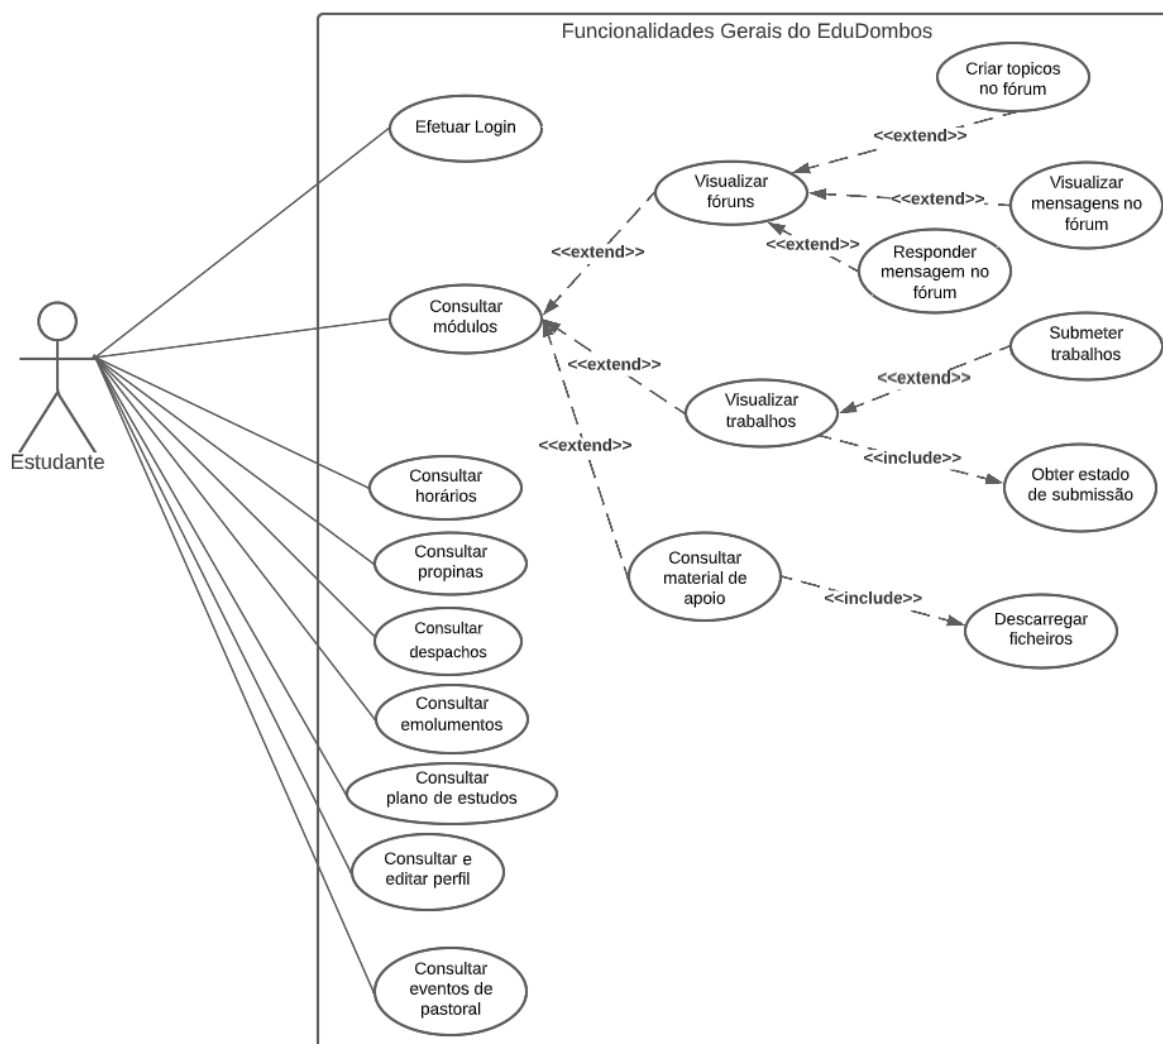 Funcionalidades Gerais do EduDombos
Criar topicos
no fórum
Efetuar Login
<<extend>>
Visualizar
fóruns
<<extend>>
Visualizar
mensagens no
fórum
<<extend>>
<<extend>>
Responder
mensagem no
fórum
Consultar
módulos
Submeter
trabalhos
<<extend>>
<<extend>>
Visualizar
trabalhos
<<extend>>
<<include>>
Estudante
Consultar
horários
Obter estado
de submissão
Consultar
propinas
Consultar
material de
apoio
<<include>>
Descarregar
ficheiros
Consultar
despachos
Consultar
emolumentos
Consultar
plano de estudos
Consultar e
editar perfil
Consultar
eventos de
pastoral